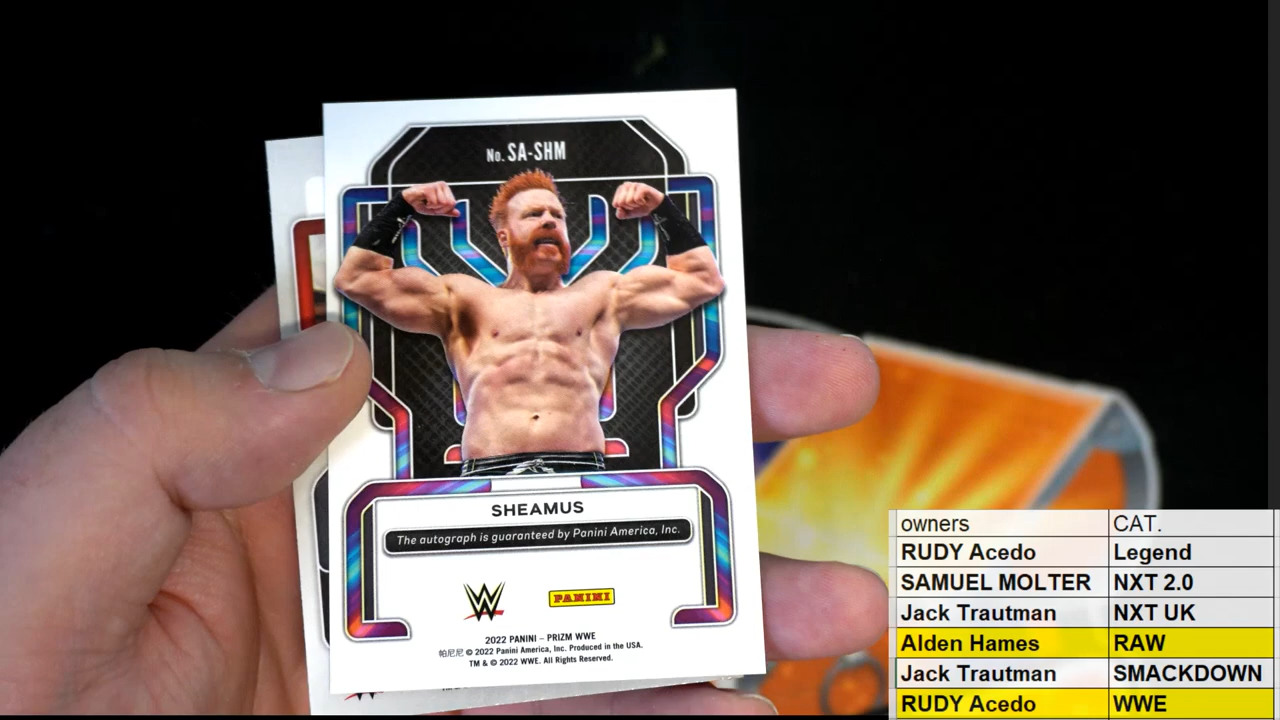 No. SA-SHM
SHEAMUS
The autograph is guaranteed by Panini America, Inc.
W
PANINI
2022 PANINI – PRIZM WWE
帕尼尼 © 2022 Panini America, Inc. Produced in the USA.
TM & © 2022 WWE. All Rights Reserved.
owners CAT.
RUDY Acedo Legend
SAMUEL MOLTER NXT 2.0
Jack Trautman NXT UK
Alden Hames RAW
Jack Trautman SMACKDOWN
RUDY Acedo WWE